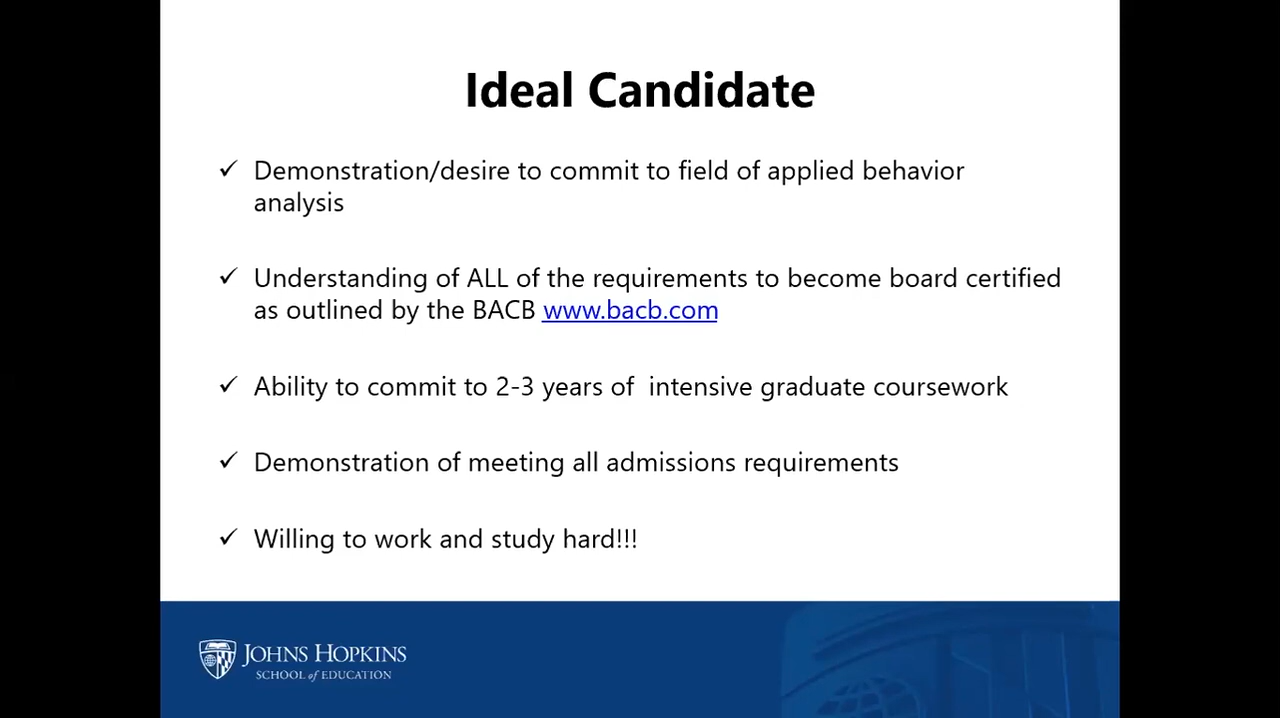 Ideal Candidate
✓ Demonstration/desire to commit to field of applied behavior
analysis
✓ Understanding of ALL of the requirements to become board certified
as outlined by the BACB www.bacb.com
✓ Ability to commit to 2-3 years of  intensive graduate coursework
✓ Demonstration of meeting all admissions requirements
✓ Willing to work and study hard!!!
JOHNS HOPKINS
SCHOOL of EDUCATION